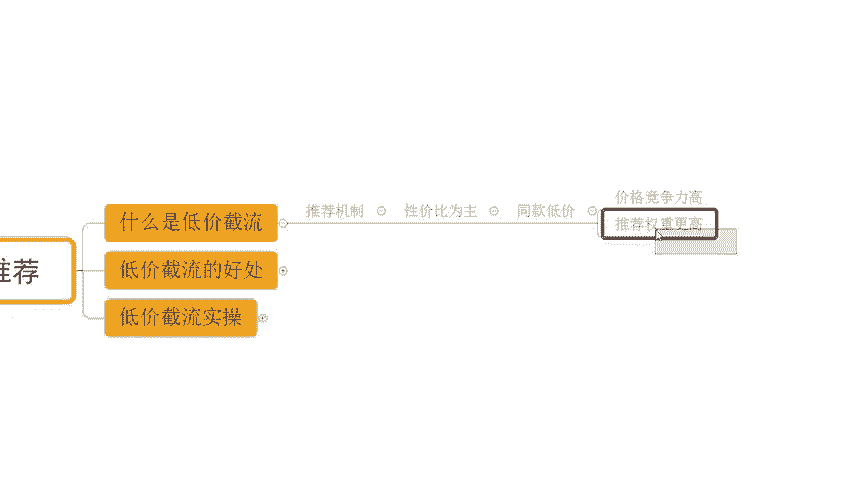 推荐
什么是低价截流
推荐机制
性价比为主
同款低价
价格竞争力高
推荐权重更高
低价截流的好处
低价截流实操